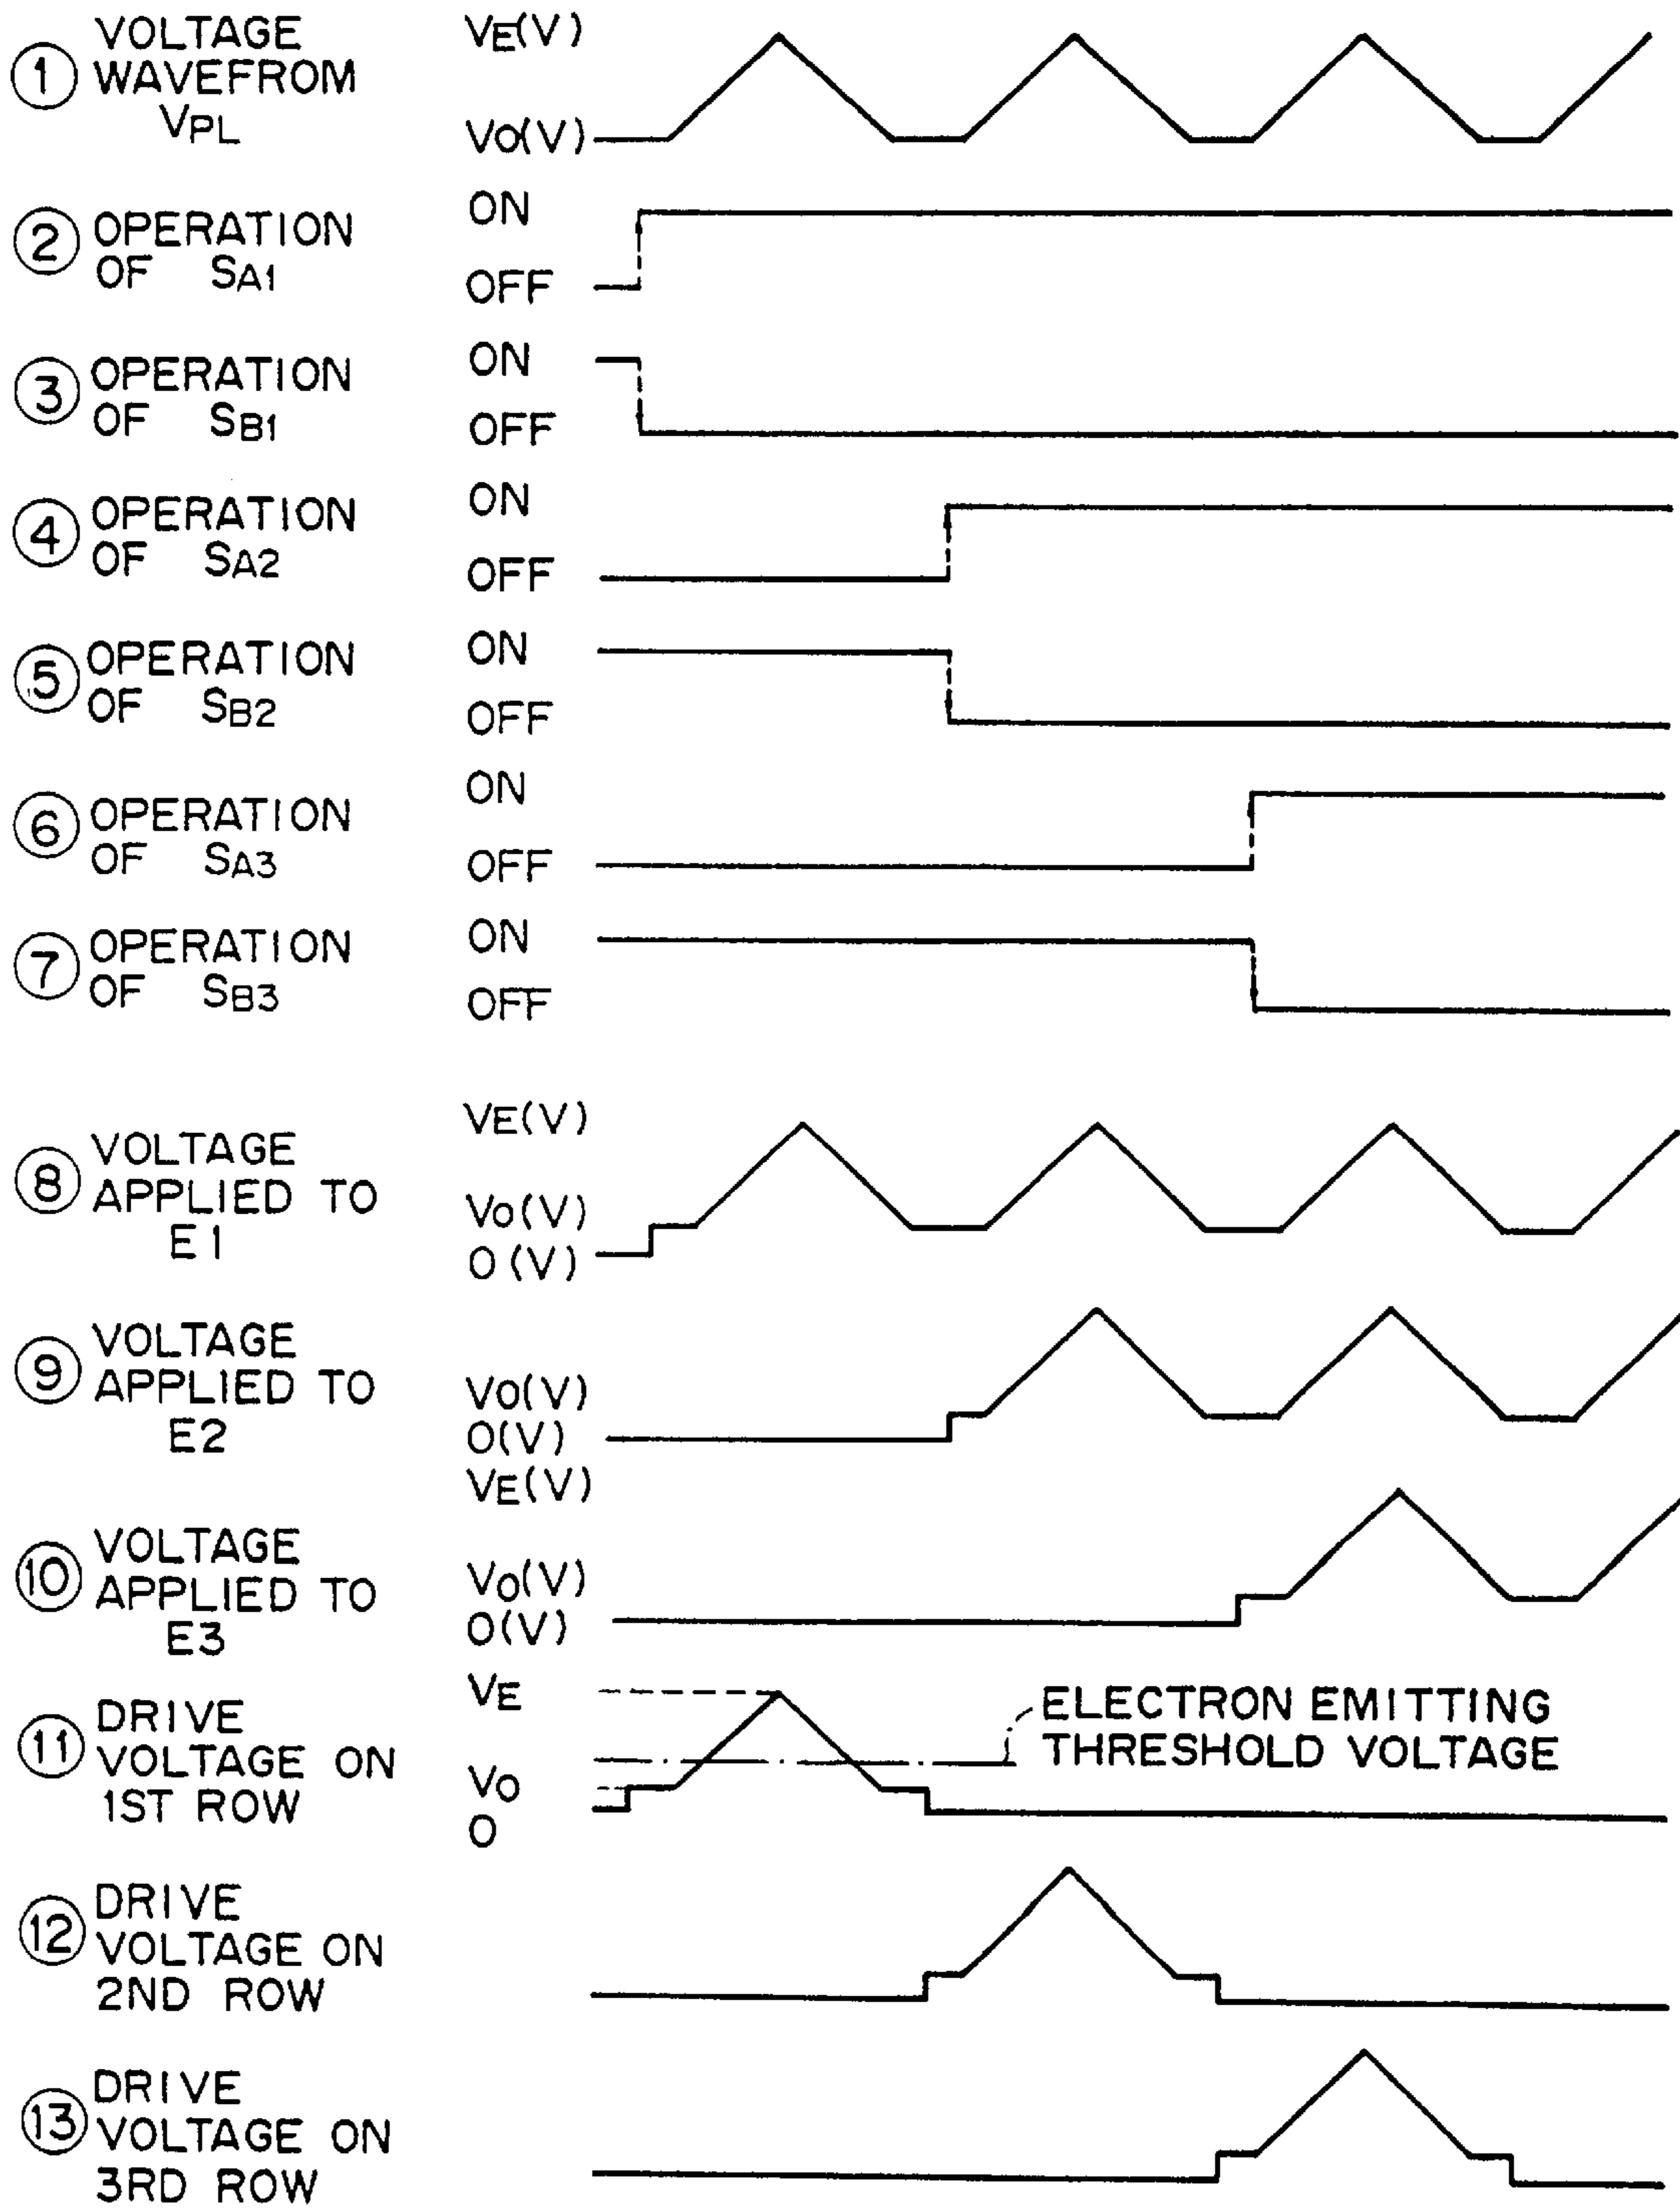 ① VOLTAGE WAVEFROM VPL
VE(V)
VO(V)
② OPERATION OF SA1
ON
OFF
③ OPERATION OF SB1
ON
OFF
④ OPERATION OF SA2
ON
OFF
⑤ OPERATION OF SB2
ON
OFF
⑥ OPERATION OF SA3
ON
OFF
⑦ OPERATION OF SB3
ON
OFF
⑧ VOLTAGE APPLIED TO E1
VE(V)
VO(V)
O(V)
⑨ VOLTAGE APPLIED TO E2
VO(V)
O(V)
VE(V)
⑩ VOLTAGE APPLIED TO E3
VO(V)
O(V)
⑪ DRIVE VOLTAGE ON 1ST ROW
VE
VO
O
ELECTRON EMITTING
THRESHOLD VOLTAGE
⑫ DRIVE VOLTAGE ON 2ND ROW
⑬ DRIVE VOLTAGE ON 3RD ROW